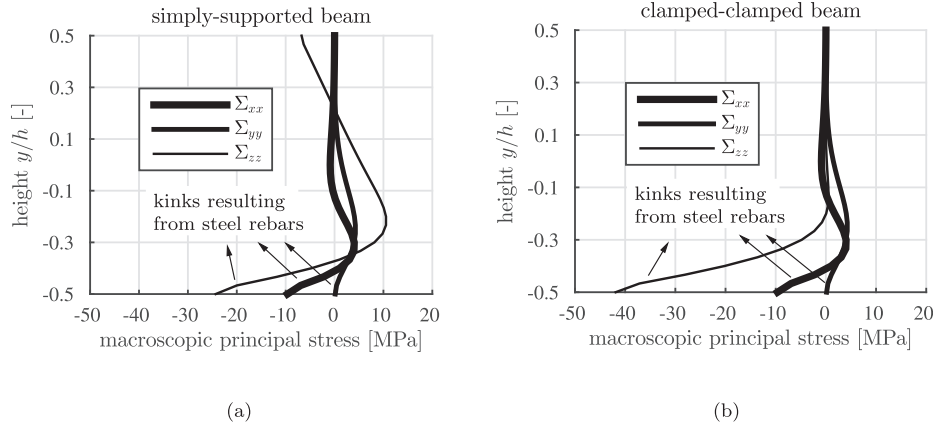 simply-supported beam
0.5
0.3
0.1
-0.1
-0.3
-0.5
height y/h [-]
Σxx
Σyy
Σzz
kinks resulting
from steel rebars
-50 -40 -30 -20 -10 0 10 20
macroscopic principal stress [MPa]
(a)
clamped-clamped beam
0.5
0.3
0.1
-0.1
-0.3
-0.5
height y/h [-]
Σxx
Σyy
Σzz
kinks resulting
from steel rebars
-50 -40 -30 -20 -10 0 10 20
macroscopic principal stress [MPa]
(b)